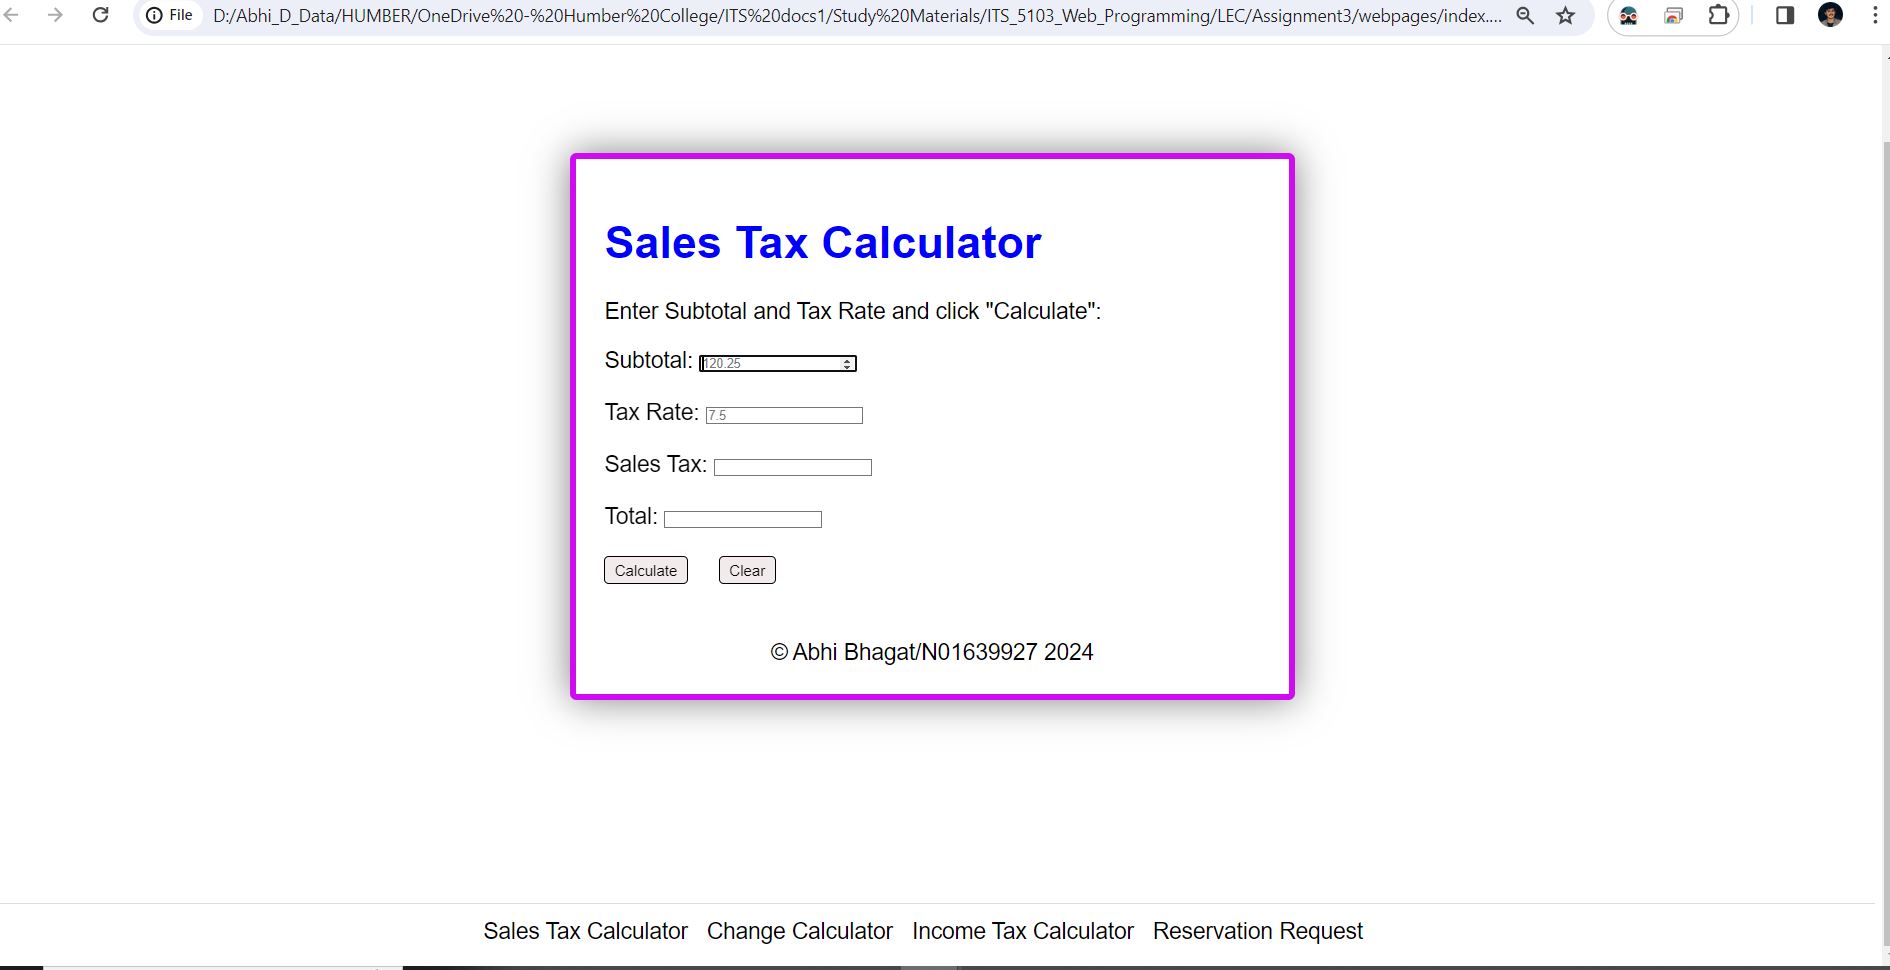 File D:/Abhi_D_Data/HUMBER/OneDrive%20-%20Humber%20College/ITS%20docs1/Study%20Materials/ITS_5103_Web_Programming/LEC/Assignment3/webpages/index....
Sales Tax Calculator
Enter Subtotal and Tax Rate and click "Calculate":
Subtotal: 120.25
Tax Rate: 7.5
Sales Tax:
Total:
Calculate Clear
© Abhi Bhagat/N01639927 2024
Sales Tax Calculator Change Calculator Income Tax Calculator Reservation Request